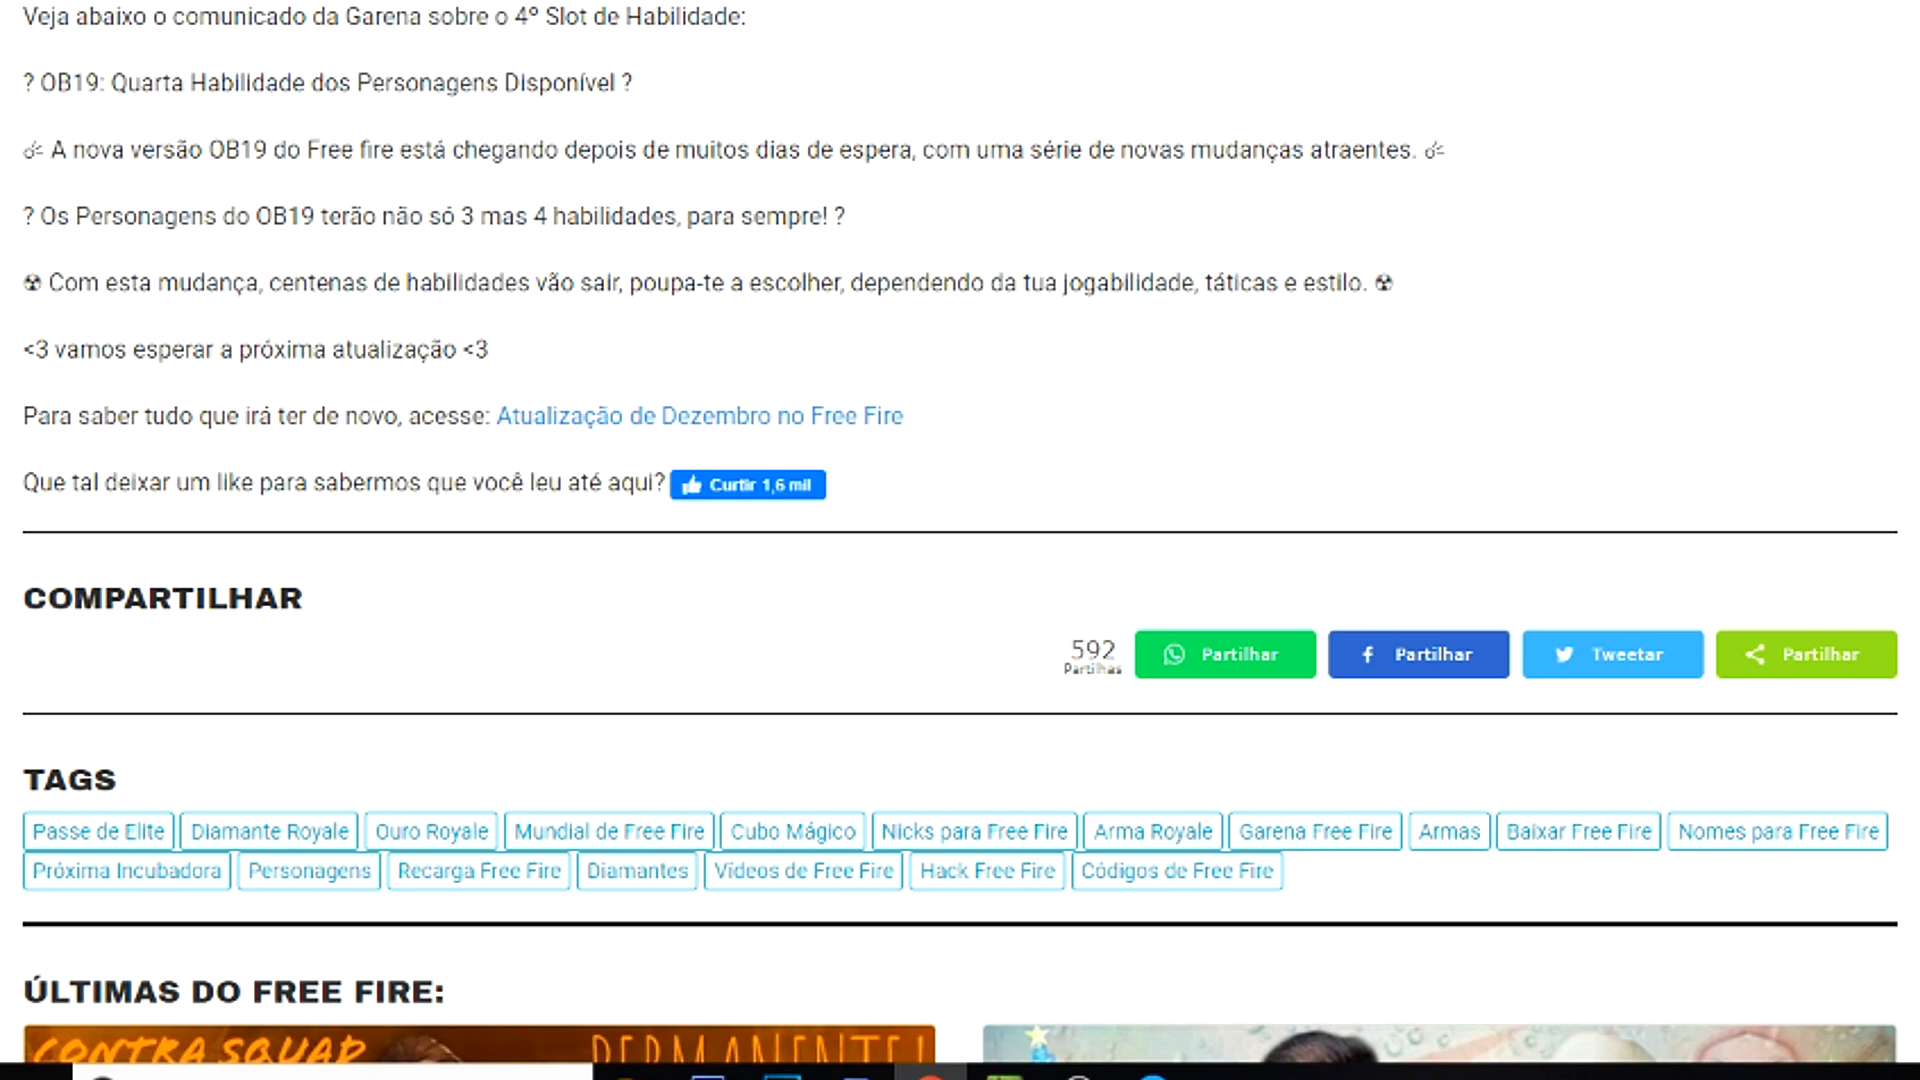 Veja abaixo o comunicado da Garena sobre o 4º Slot de Habilidade:
? OB19: Quarta Habilidade dos Personagens Disponível ?
☄ A nova versão OB19 do Free fire está chegando depois de muitos dias de espera, com uma série de novas mudanças atraentes. ☄
? Os Personagens do OB19 terão não só 3 mas 4 habilidades, para sempre! ?
☢ Com esta mudança, centenas de habilidades vão sair, poupa-te a escolher, dependendo da tua jogabilidade, táticas e estilo. ☢
<3 vamos esperar a próxima atualização <3
Para saber tudo que irá ter de novo, acesse: Atualização de Dezembro no Free Fire
Que tal deixar um like para sabermos que você leu até aqui? Curtir 1,6 mil
COMPARTILHAR
592 Partilhas Partilhar Partilhar Tweetar Partilhar
TAGS
Passe de Elite Diamante Royale Ouro Royale Mundial de Free Fire Cubo Mágico Nicks para Free Fire Arma Royale Garena Free Fire Armas Baixar Free Fire Nomes para Free Fire
Próxima Incubadora Personagens Recarga Free Fire Diamantes Vídeos de Free Fire Hack Free Fire Códigos de Free Fire
ÚLTIMAS DO FREE FIRE:
CONTRA SQUAD PERMANENTE!